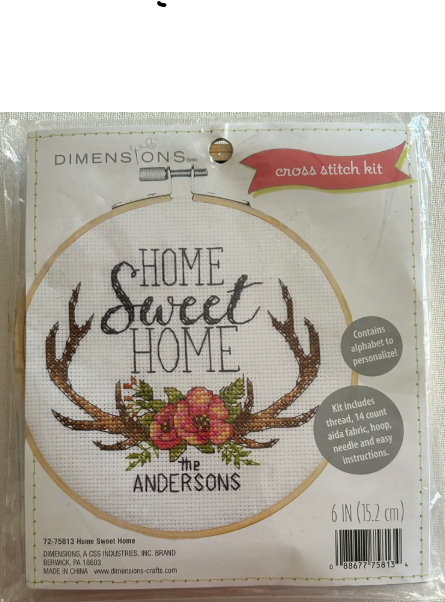 DIMENSIONS
cross stitch kit
HOME
Sweet
HOME
the
ANDERSONS
Contains
alphabet to
personalize!
Kit includes
thread, 14 count
aida fabric, hoop,
needle and easy
instructions.
6 IN (15.2 cm)
72-75813 Home Sweet Home
DIMENSIONS, A CSS INDUSTRIES, INC. BRAND
BERWICK, PA 18603
MADE IN CHINA www.dimensions-crafts.com
0 88677 75813 4